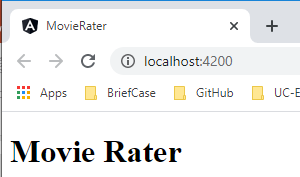 MovieRater
localhost:4200
Apps BriefCase GitHub UC-E
Movie Rater